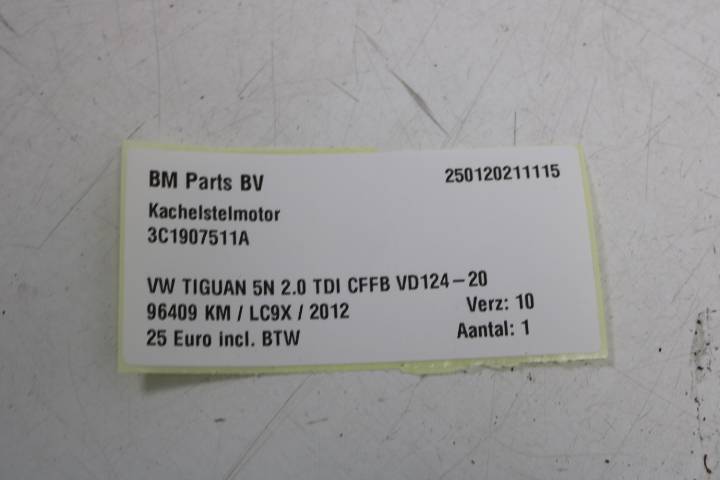 BM Parts BV 250120211115
Kachelstelmotor
3C1907511A
VW TIGUAN 5N 2.0 TDI CFFB VD124-20
96409 KM / LC9X / 2012 Verz: 10
25 Euro incl. BTW Aantal: 1